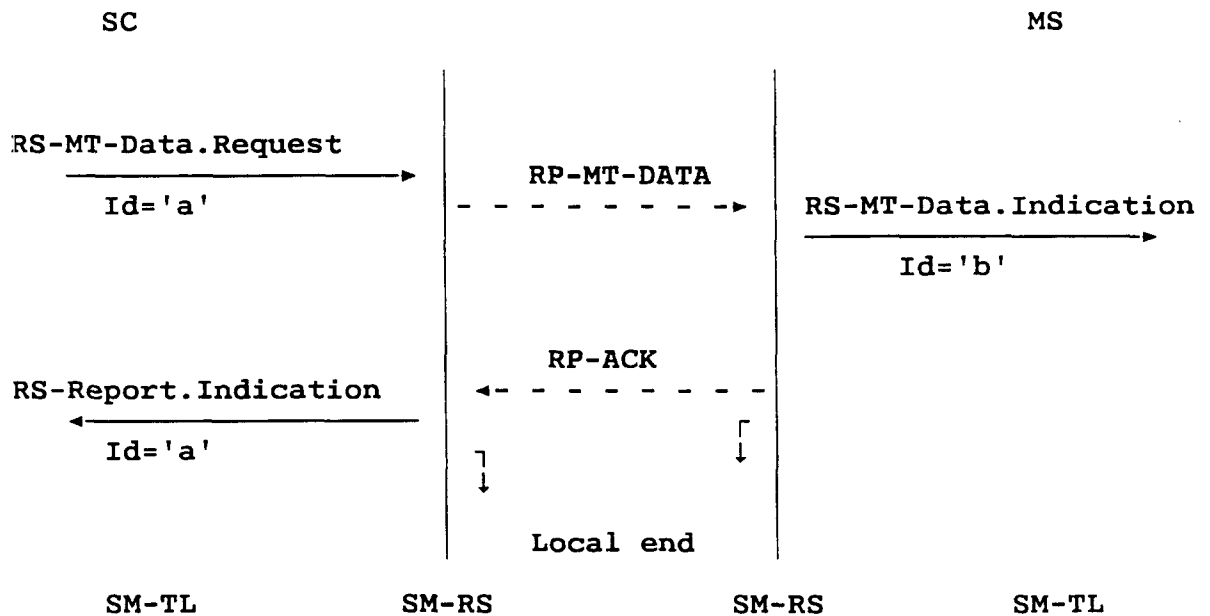 SC MS
RS-MT-Data.Request
RP-MT-DATA
Id='a'
RS-MT-Data.Indication
Id='b'
RP-ACK
RS-Report.Indication
Id='a'
Local end
SM-TL SM-RS SM-RS SM-TL